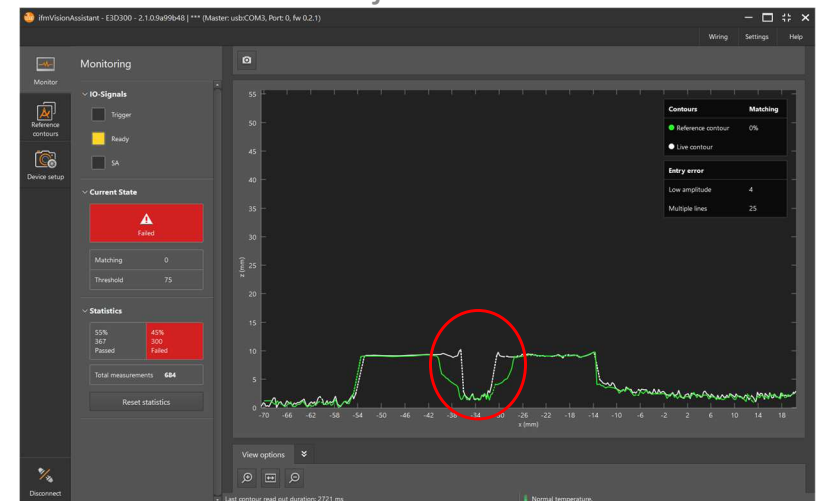 ifmVisionAssistant - E3D300 - 2.1.0.9a99b48 | *** (Master: usb:COM3, Port: 0, fw 0.2.1)
Wiring Settings Help
Monitor
Reference contours
Device setup
Disconnect
Monitoring
IO-Signals
Trigger
Ready
SA
Current State
Failed
Matching 0
Threshold 75
Statistics
55% 45%
367 300
Passed Failed
Total measurements 684
Reset statistics
z (mm)
55
50
45
40
35
30
25
20
15
10
5
0
-70 -66 -62 -58 -54 -50 -46 -42 -38 -34 -30 -26 -22 -18 -14 -10 -6 -2 2 6 10 14 18
x (mm)
Contours Matching
Reference contour 0%
Live contour
Entry error
Low amplitude 4
Multiple lines 25
View options
Last contour read out duration: 2721 ms
Normal temperature.